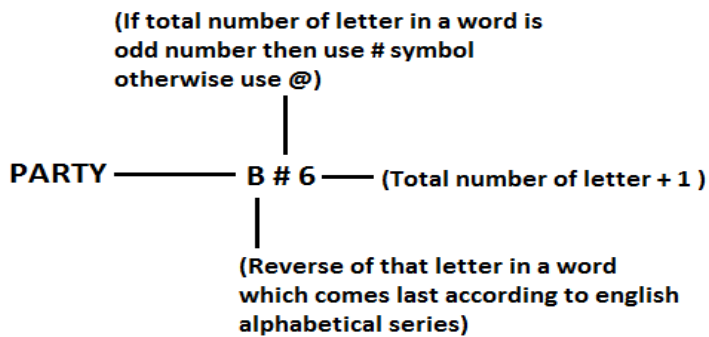 (If total number of letter in a word is
odd number then use # symbol
otherwise use @)
PARTY B # 6 (Total number of letter + 1 )
(Reverse of that letter in a word
which comes last according to english
alphabetical series)